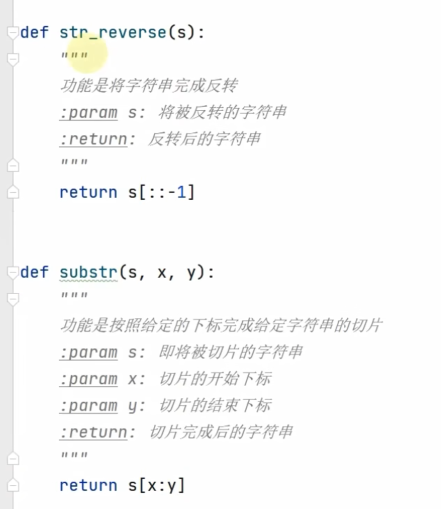 def str_reverse(s):
"""
功能是将字符串完成反转
:param s: 将被反转的字符串
:return: 反转后的字符串
"""
return s[::-1]
def substr(s, x, y):
"""
功能是按照给定的下标完成给定字符串的切片
:param s: 即将被切片的字符串
:param x: 切片的开始下标
:param y: 切片的结束下标
:return: 切片完成后的字符串
"""
return s[x:y]